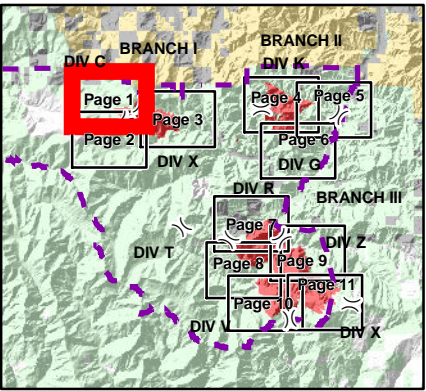 BRANCH I
BRANCH II
DIV C
DIV K
Page 1
Page 4
Page 5
Page 3
Page 2
Page 6
DIV X
DIV G
DIV R
BRANCH III
Page 7
DIV T
DIV Z
Page 8
Page 9
Page 11
Page 10
DIV V
DIV X